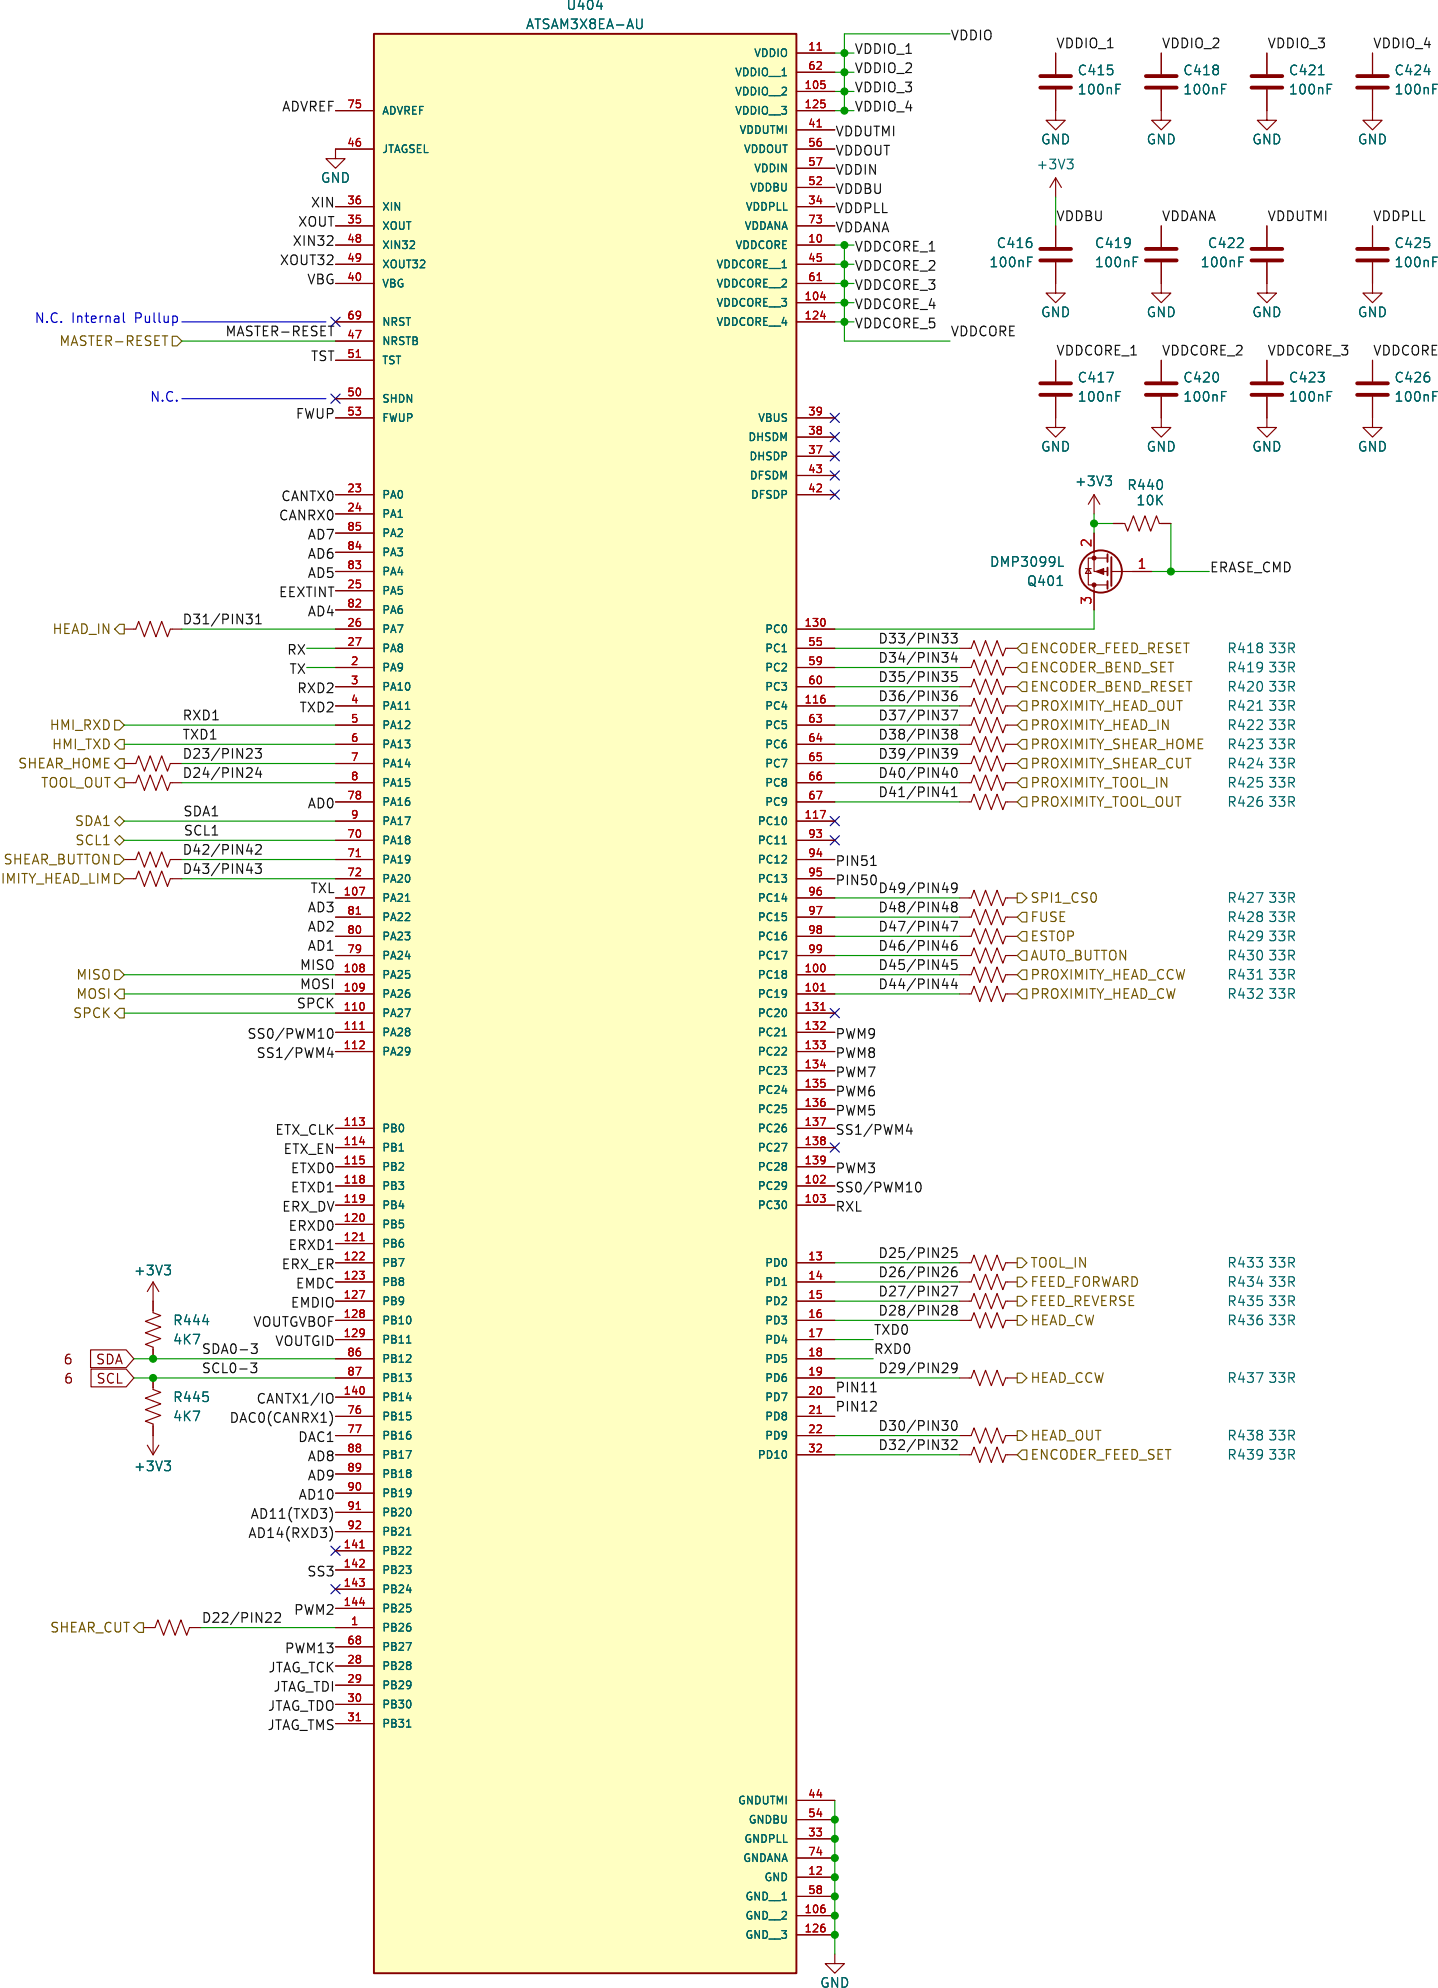 U404
ATSAM3X8EA-AU
ADVREF 75 ADVREF
46 JTAGSEL
GND
XIN 36 XIN
XOUT 35 XOUT
XIN32 48 XIN32
XOUT32 49 XOUT32
VBG 40 VBG
N.C. Internal Pullup 69 NRST
MASTER-RESET MASTER-RESET 47 NRSTB
TST 51 TST
N.C. 50 SHDN
FWUP 53 FWUP
CANTX0 23 PA0
CANRX0 24 PA1
AD7 85 PA2
AD6 84 PA3
AD5 83 PA4
EEXTINT 25 PA5
AD4 82 PA6
HEAD_IN D31/PIN31 26 PA7
RX 27 PA8
TX 2 PA9
RXD2 3 PA10
TXD2 4 PA11
HMI_RXD RXD1 5 PA12
HMI_TXD TXD1 6 PA13
SHEAR_HOME D23/PIN23 7 PA14
TOOL_OUT D24/PIN24 8 PA15
AD0 78 PA16
SDA1 SDA1 9 PA17
SCL1 SCL1 70 PA18
SHEAR_BUTTON D42/PIN42 71 PA19
IMITY_HEAD_LIM D43/PIN43 72 PA20
TXL 107 PA21
AD3 81 PA22
AD2 80 PA23
AD1 79 PA24
MISO MISO 108 PA25
MOSI MOSI 109 PA26
SPCK SPCK 110 PA27
SS0/PWM10 111 PA28
SS1/PWM4 112 PA29
ETX_CLK 113 PB0
ETX_EN 114 PB1
ETXD0 115 PB2
ETXD1 118 PB3
ERX_DV 119 PB4
ERXD0 120 PB5
ERXD1 121 PB6
ERX_ER 122 PB7
EMDC 123 PB8
EMDIO 127 PB9
VOUTGVBOF 128 PB10
VOUTGID 129 PB11
+3V3
R444
4K7
6 SDA SDA0-3 86 PB12
6 SCL SCL0-3 87 PB13
R445
4K7
+3V3
CANTX1/IO 140 PB14
DAC0(CANRX1) 76 PB15
DAC1 77 PB16
AD8 88 PB17
AD9 89 PB18
AD10 90 PB19
AD11(TXD3) 91 PB20
AD14(RXD3) 92 PB21
141 PB22
SS3 142 PB23
143 PB24
PWM2 144 PB25
SHEAR_CUT D22/PIN22 1 PB26
PWM13 68 PB27
JTAG_TCK 28 PB28
JTAG_TDI 29 PB29
JTAG_TDO 30 PB30
JTAG_TMS 31 PB31
VDDIO
VDDIO 11 VDDIO_1
VDDIO__1 62 VDDIO_2
VDDIO__2 105 VDDIO_3
VDDIO__3 125 VDDIO_4
VDDUTMI 41 VDDUTMI
VDDOUT 56 VDDOUT
VDDIN 57 VDDIN
VDDBU 52 VDDBU
VDDPLL 34 VDDPLL
VDDANA 73 VDDANA
VDDCORE 10 VDDCORE_1
VDDCORE__1 45 VDDCORE_2
VDDCORE__2 61 VDDCORE_3
VDDCORE__3 104 VDDCORE_4
VDDCORE__4 124 VDDCORE_5
VDDCORE
VBUS 39
DHSDM 38
DHSDP 37
DFSDM 43
DFSDP 42
VDDIO_1 VDDIO_2 VDDIO_3 VDDIO_4
C415 C418 C421 C424
100nF 100nF 100nF 100nF
GND GND GND GND
+3V3
VDDBU VDDANA VDDUTMI VDDPLL
C416 C419 C422 C425
100nF 100nF 100nF 100nF
GND GND GND GND
VDDCORE_1 VDDCORE_2 VDDCORE_3 VDDCORE
C417 C420 C423 C426
100nF 100nF 100nF 100nF
GND GND GND GND
+3V3 R440
10K
2
DMP3099L
Q401
1 ERASE_CMD
3
PC0 130
PC1 55 D33/PIN33 ENCODER_FEED_RESET R418 33R
PC2 59 D34/PIN34 ENCODER_BEND_SET R419 33R
PC3 60 D35/PIN35 ENCODER_BEND_RESET R420 33R
PC4 116 D36/PIN36 PROXIMITY_HEAD_OUT R421 33R
PC5 63 D37/PIN37 PROXIMITY_HEAD_IN R422 33R
PC6 64 D38/PIN38 PROXIMITY_SHEAR_HOME R423 33R
PC7 65 D39/PIN39 PROXIMITY_SHEAR_CUT R424 33R
PC8 66 D40/PIN40 PROXIMITY_TOOL_IN R425 33R
PC9 67 D41/PIN41 PROXIMITY_TOOL_OUT R426 33R
PC10 117
PC11 93
PC12 94 PIN51
PC13 95 PIN50
PC14 96 D49/PIN49 SPI1_CS0 R427 33R
PC15 97 D48/PIN48 FUSE R428 33R
PC16 98 D47/PIN47 ESTOP R429 33R
PC17 99 D46/PIN46 AUTO_BUTTON R430 33R
PC18 100 D45/PIN45 PROXIMITY_HEAD_CCW R431 33R
PC19 101 D44/PIN44 PROXIMITY_HEAD_CW R432 33R
PC20 131
PC21 132 PWM9
PC22 133 PWM8
PC23 134 PWM7
PC24 135 PWM6
PC25 136 PWM5
PC26 137 SS1/PWM4
PC27 138
PC28 139 PWM3
PC29 102 SS0/PWM10
PC30 103 RXL
PD0 13 D25/PIN25 TOOL_IN R433 33R
PD1 14 D26/PIN26 FEED_FORWARD R434 33R
PD2 15 D27/PIN27 FEED_REVERSE R435 33R
PD3 16 D28/PIN28 HEAD_CW R436 33R
PD4 17 TXD0
PD5 18 RXD0
PD6 19 D29/PIN29 HEAD_CCW R437 33R
PD7 20 PIN11
PD8 21 PIN12
PD9 22 D30/PIN30 HEAD_OUT R438 33R
PD10 32 D32/PIN32 ENCODER_FEED_SET R439 33R
GNDUTMI 44
GNDBU 54
GNDPLL 33
GNDANA 74
GND 12
GND__1 58
GND__2 106
GND__3 126
GND